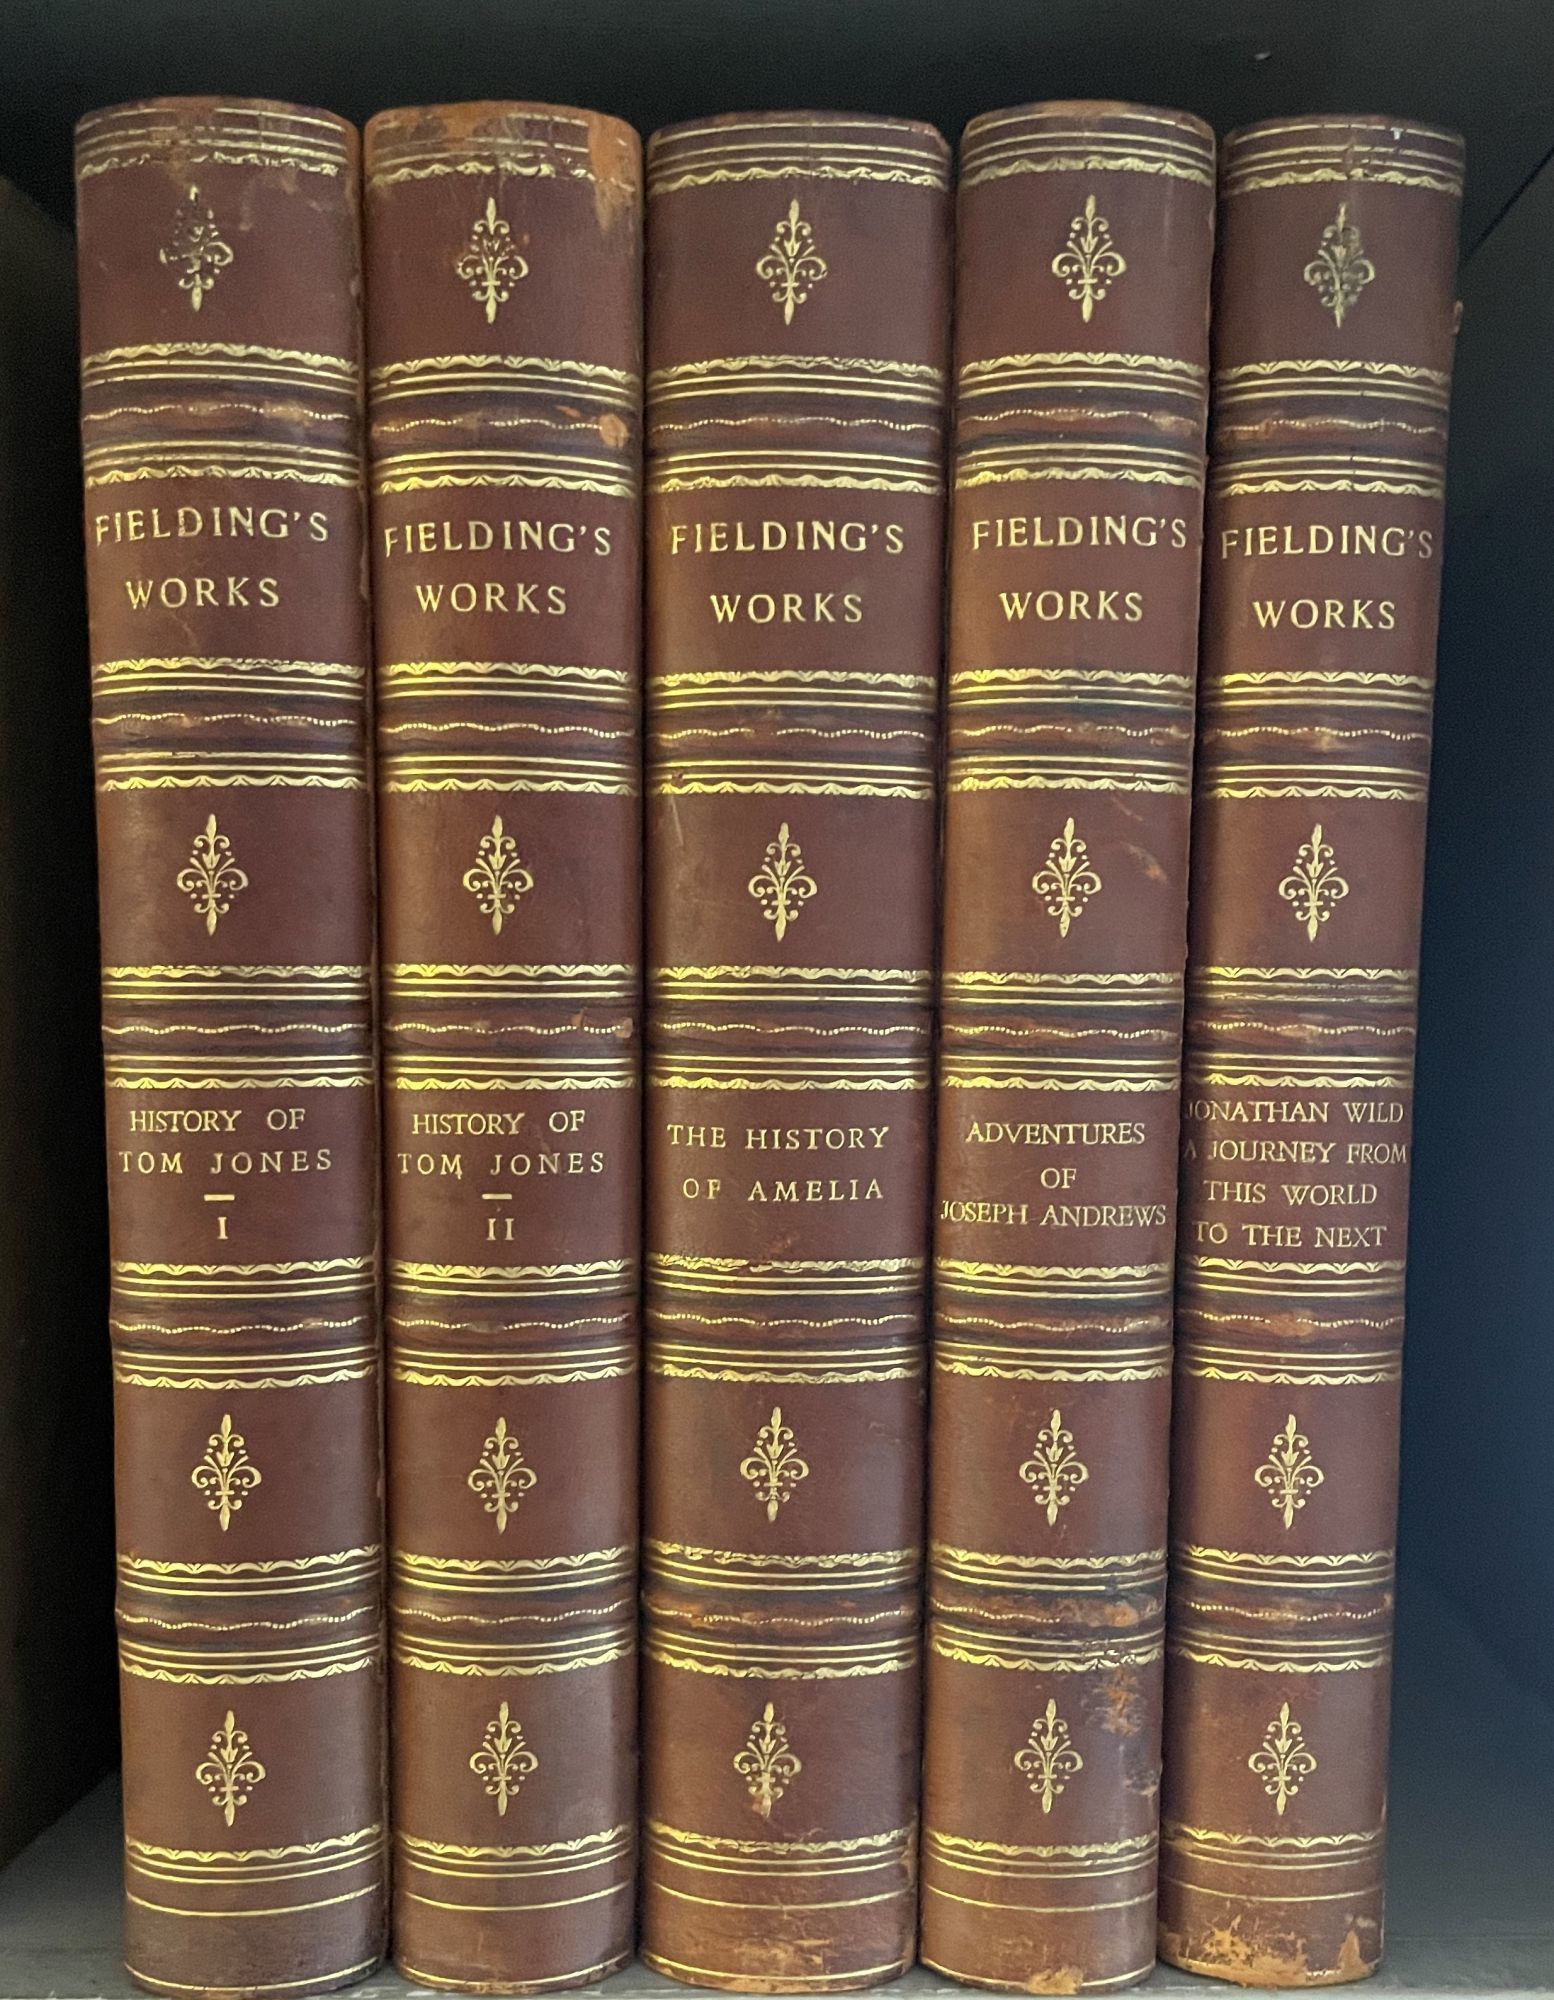 FIELDING'S
WORKS
HISTORY OF
TOM JONES
I
FIELDING'S
WORKS
HISTORY OF
TOM JONES
II
FIELDING'S
WORKS
THE HISTORY
OF AMELIA
FIELDING'S
WORKS
ADVENTURES
OF
JOSEPH ANDREWS
FIELDING'S
WORKS
JONATHAN WILD
A JOURNEY FROM
THIS WORLD
TO THE NEXT